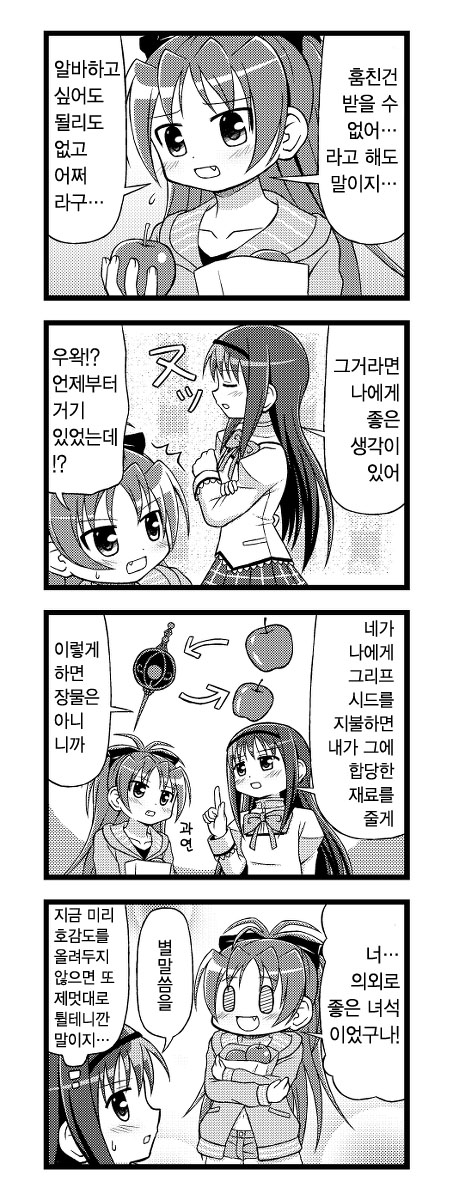 훔친건
받을 수
없어…
라고 해도
말이지…
알바하고
싶어도
될리도
없고
어쩌
라구…
그거라면
나에게
좋은
생각이
있어
ヌッ
우왁!?
언제부터
거기
있었는데
!?
네가
나에게
그리프
시드를
지불하면
내가 그에
합당한
재료를
줄게
이렇게
하면
장물은
아니
니까
과연
너…
의외로
좋은 녀석
이었구나!
별
말씀을
지금 미리
호감도를
올려두지
않으면 또
제멋대로
튈테니깐
말이지…